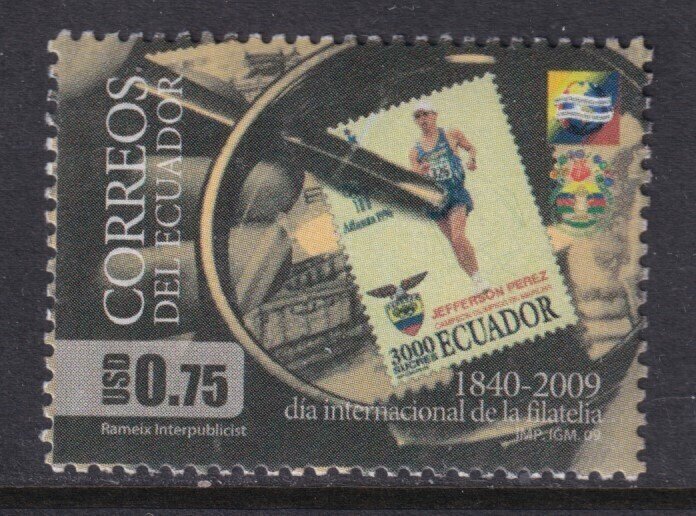 CORREOS
DEL ECUADOR
USD 0.75
Rameix Interpublicist
Atlanta 1996
JEFFERSON PEREZ
3000
SUCRES
ECUADOR
1840-2009
día internacional de la filatelia
IMP. IGM. 09